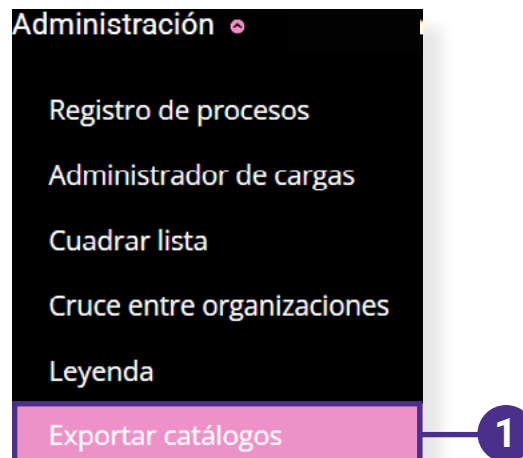 Administración
Registro de procesos
Administrador de cargas
Cuadrar lista
Cruce entre organizaciones
Leyenda
Exportar catálogos
1